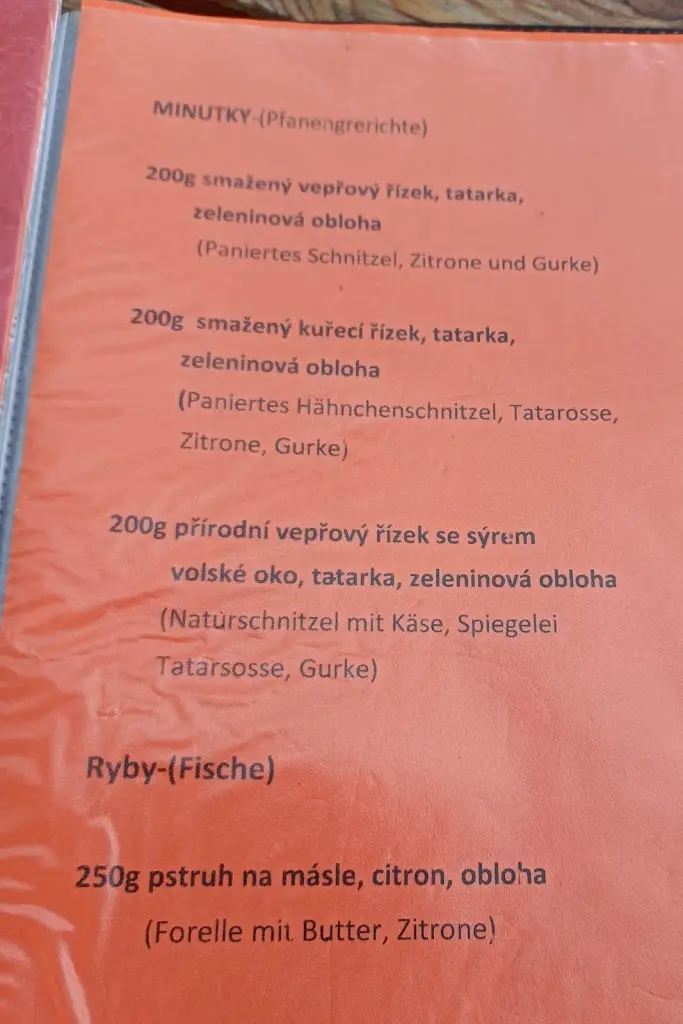 MINUTKY-(Pfanengrerichte)
200g smažený vepřový řízek, tatarka,
zeleninová obloha
(Paniertes Schnitzel, Zitrone und Gurke)
200g smažený kuřecí řízek, tatarka,
zeleninová obloha
(Paniertes Hähnchenschnitzel, Tatarosse,
Zitrone, Gurke)
200g přírodní vepřový řízek se sýrem
volské oko, tatarka, zeleninová obloha
(Naturschnitzel mit Käse, Spiegelei
Tatarsosse, Gurke)
Ryby-(Fische)
250g pstruh na másle, citron, obloha
(Forelle mit Butter, Zitrone)